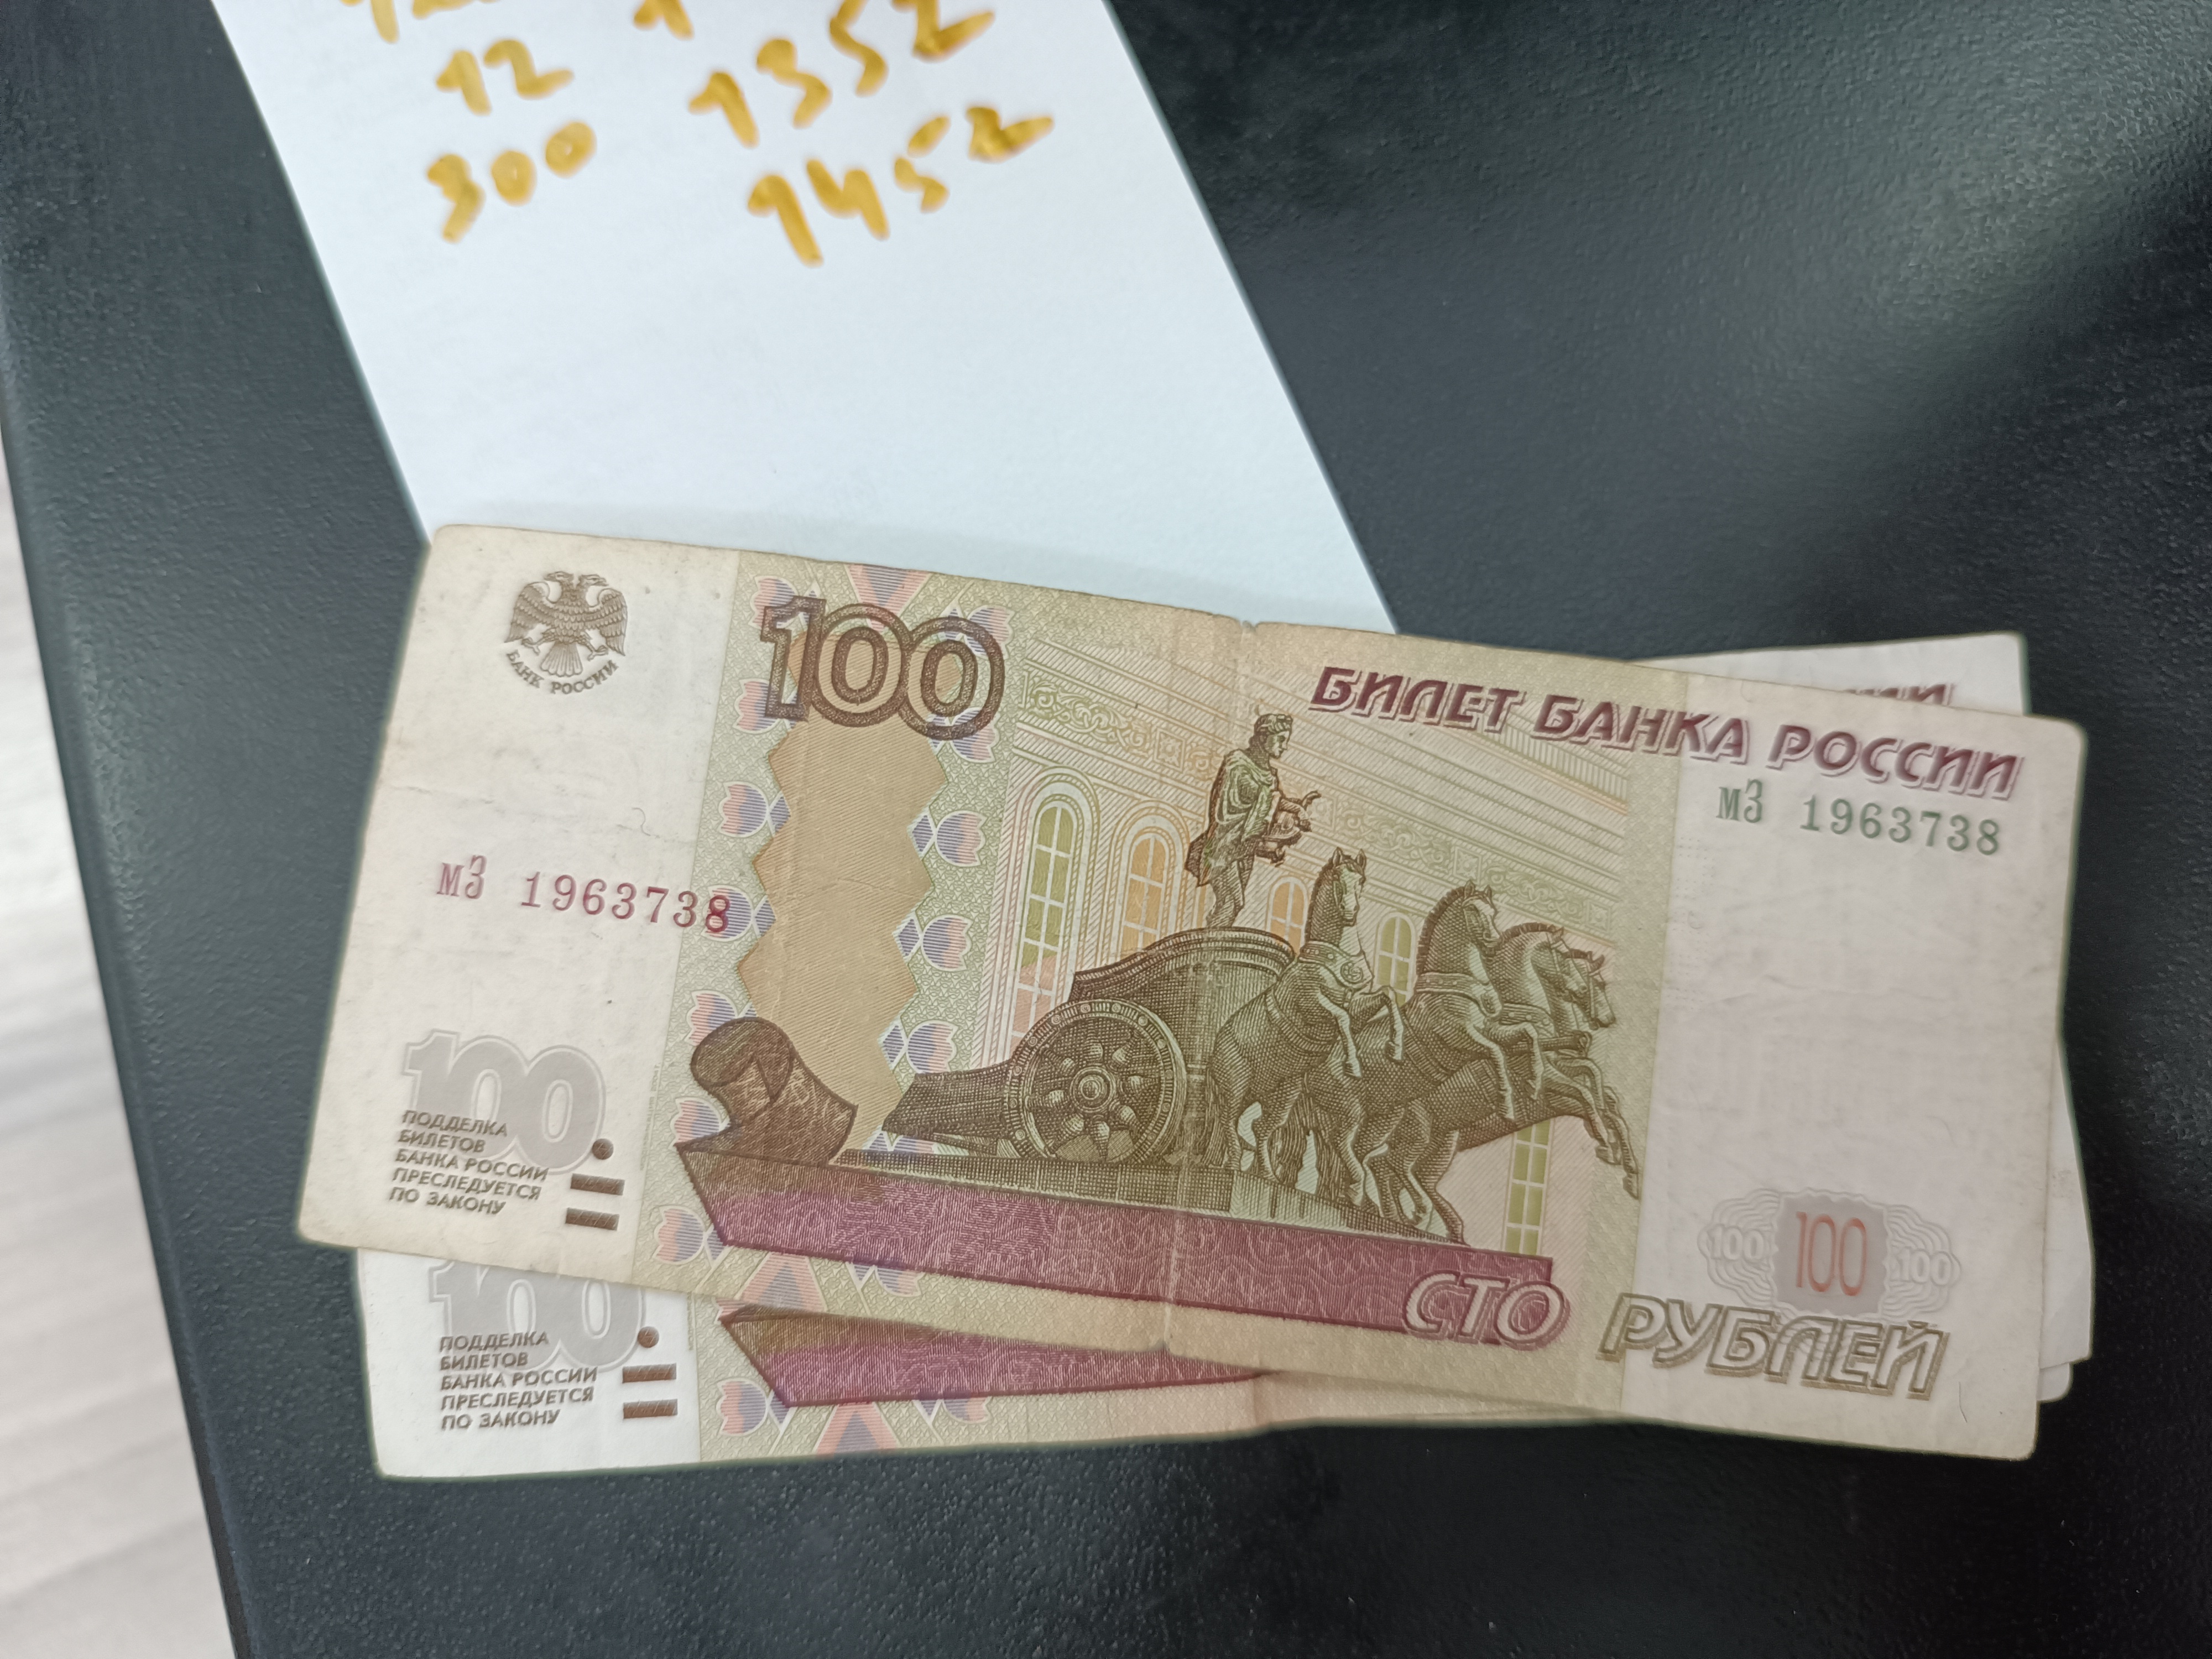 12
1352
300
1452
БАНК РОССИИ
100
БИЛЕТ БАНКА РОССИИ
мЗ 1963738
мЗ 1963738
100
ПОДДЕЛКА
БИЛЕТОВ
БАНКА РОССИИ
ПРЕСЛЕДУЕТСЯ
ПО ЗАКОНУ
100 100 100
СТО РУБЛЕЙ
100
ПОДДЕЛКА
БИЛЕТОВ
БАНКА РОССИИ
ПРЕСЛЕДУЕТСЯ
ПО ЗАКОНУ